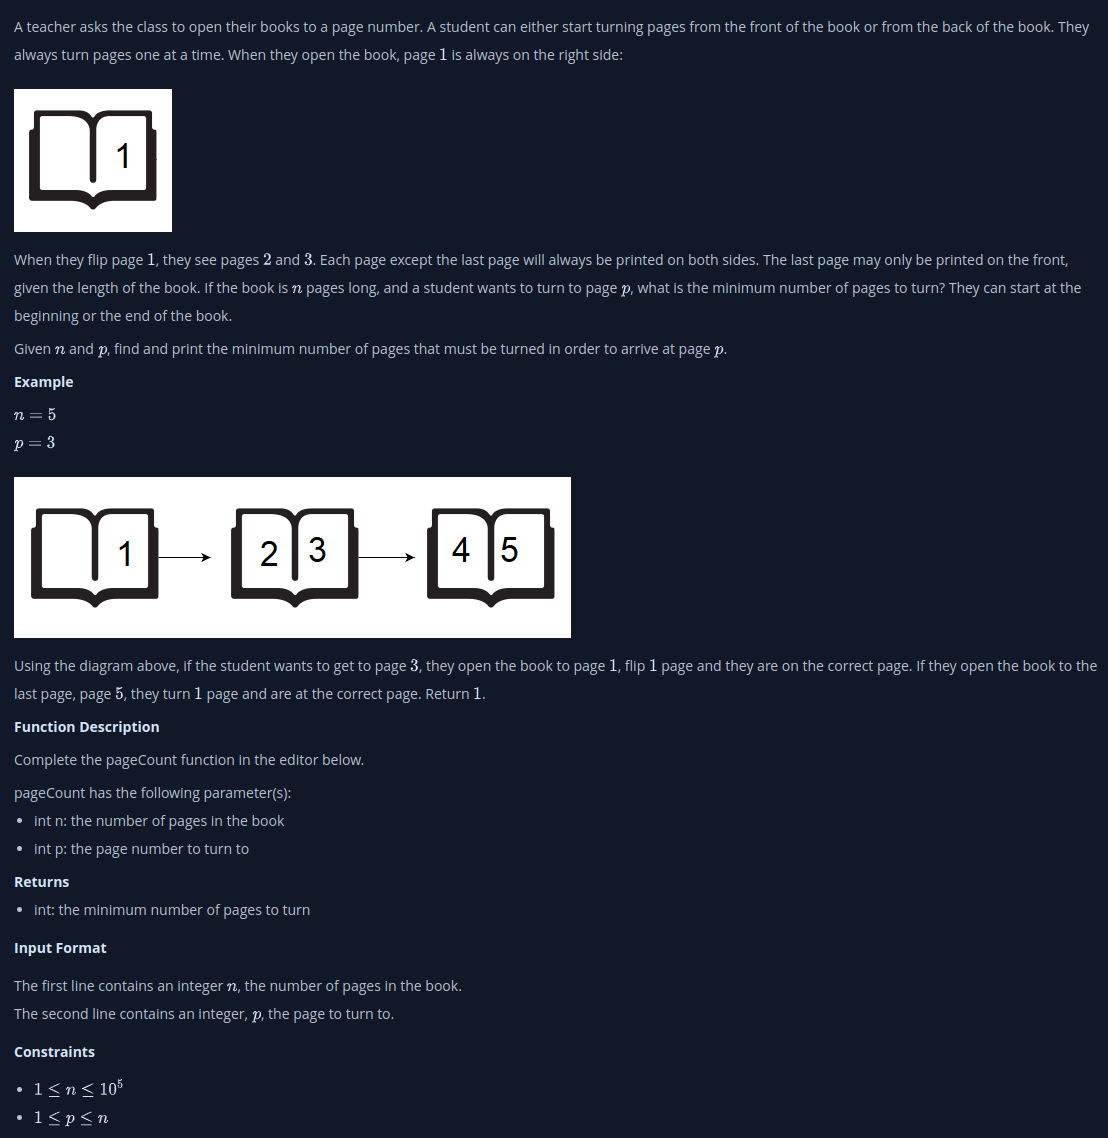 A teacher asks the class to open their books to a page number. A student can either start turning pages from the front of the book or from the back of the book. They
always turn pages one at a time. When they open the book, page 1 is always on the right side:
1
When they flip page 1, they see pages 2 and 3. Each page except the last page will always be printed on both sides. The last page may only be printed on the front,
given the length of the book. If the book is n pages long, and a student wants to turn to page p, what is the minimum number of pages to turn? They can start at the
beginning or the end of the book.
Given n and p, find and print the minimum number of pages that must be turned in order to arrive at page p.
Example
n = 5
p = 3
1 2 3 4 5
Using the diagram above, if the student wants to get to page 3, they open the book to page 1, flip 1 page and they are on the correct page. If they open the book to the
last page, page 5, they turn 1 page and are at the correct page. Return 1.
Function Description
Complete the pageCount function in the editor below.
pageCount has the following parameter(s):
• int n: the number of pages in the book
• int p: the page number to turn to
Returns
• int: the minimum number of pages to turn
Input Format
The first line contains an integer n, the number of pages in the book.
The second line contains an integer, p, the page to turn to.
Constraints
• 1 ≤ n ≤ 10⁵
• 1 ≤ p ≤ n